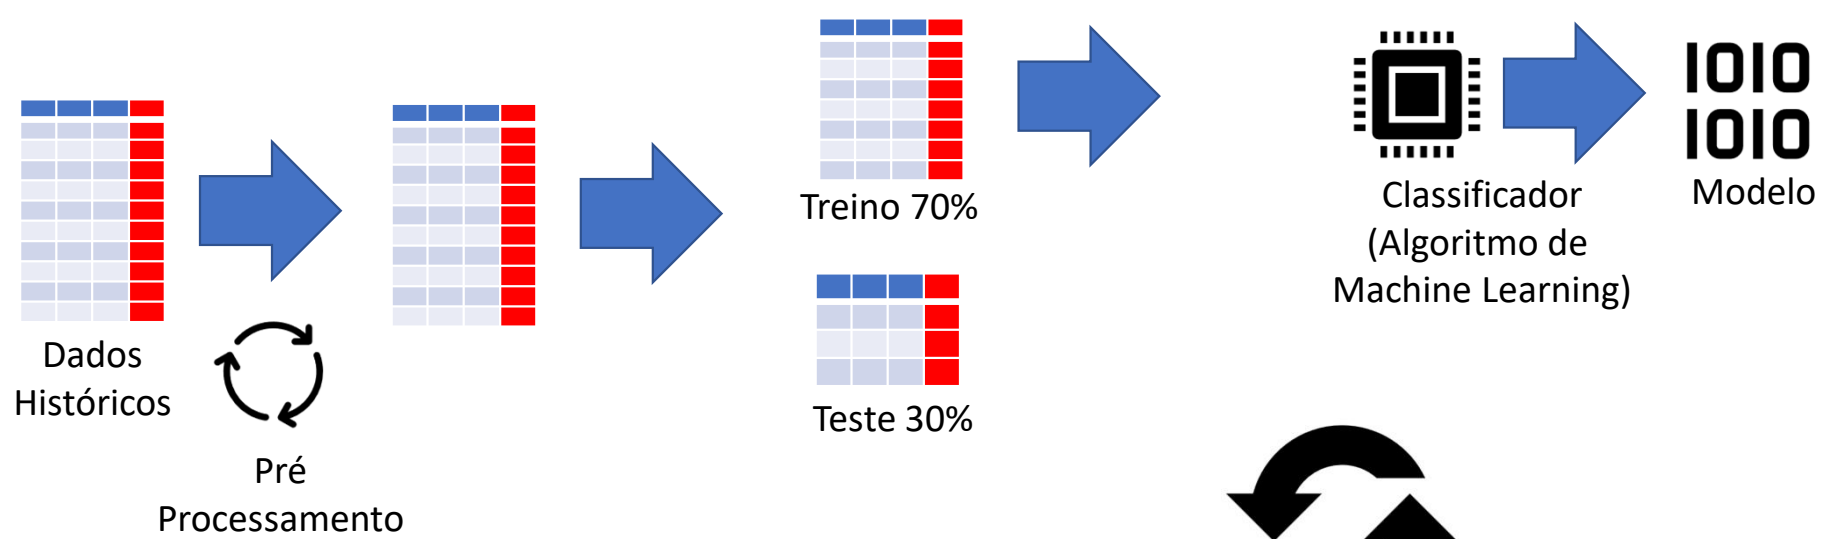 Dados
Históricos
Pré
Processamento
Treino 70%
Teste 30%
Classificador
(Algoritmo de
Machine Learning)
1010
1010
Modelo